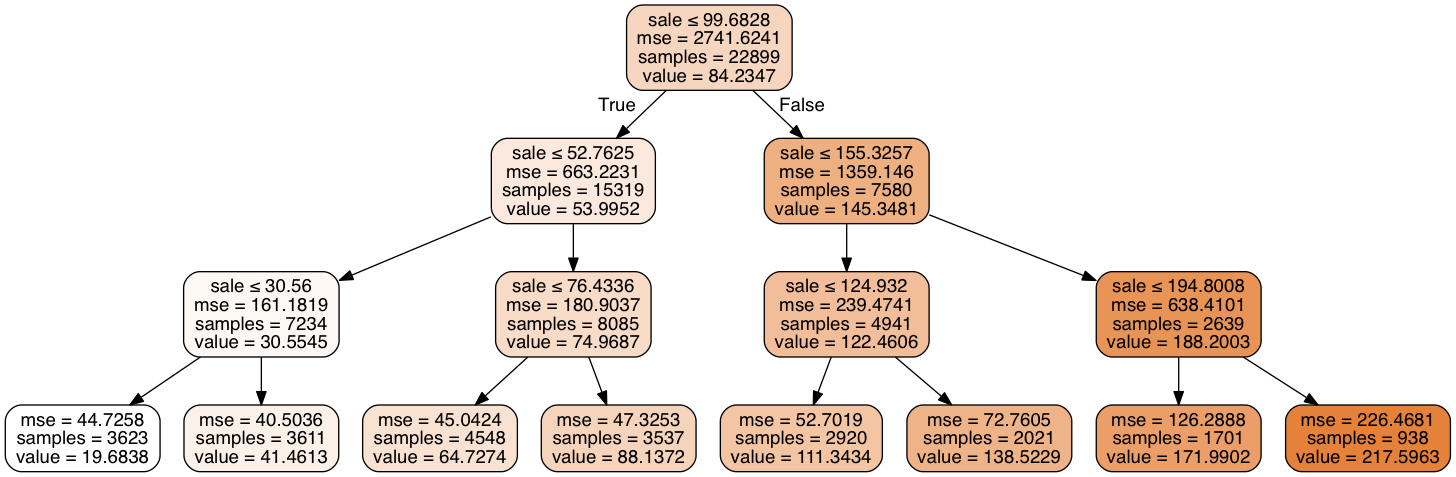 sale ≤ 99.6828
mse = 2741.6241
samples = 22899
value = 84.2347
True
False
sale ≤ 52.7625
mse = 663.2231
samples = 15319
value = 53.9952
sale ≤ 155.3257
mse = 1359.146
samples = 7580
value = 145.3481
sale ≤ 30.56
mse = 161.1819
samples = 7234
value = 30.5545
sale ≤ 76.4336
mse = 180.9037
samples = 8085
value = 74.9687
sale ≤ 124.932
mse = 239.4741
samples = 4941
value = 122.4606
sale ≤ 194.8008
mse = 638.4101
samples = 2639
value = 188.2003
mse = 44.7258
samples = 3623
value = 19.6838
mse = 40.5036
samples = 3611
value = 41.4613
mse = 45.0424
samples = 4548
value = 64.7274
mse = 47.3253
samples = 3537
value = 88.1372
mse = 52.7019
samples = 2920
value = 111.3434
mse = 72.7605
samples = 2021
value = 138.5229
mse = 126.2888
samples = 1701
value = 171.9902
mse = 226.4681
samples = 938
value = 217.5963